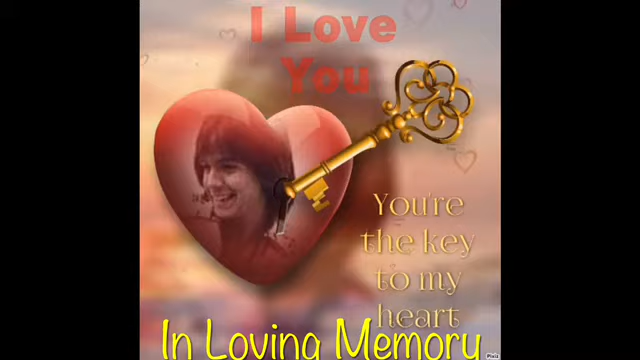 I Love
You
You're
the key
to my
heart
In Loving Memory